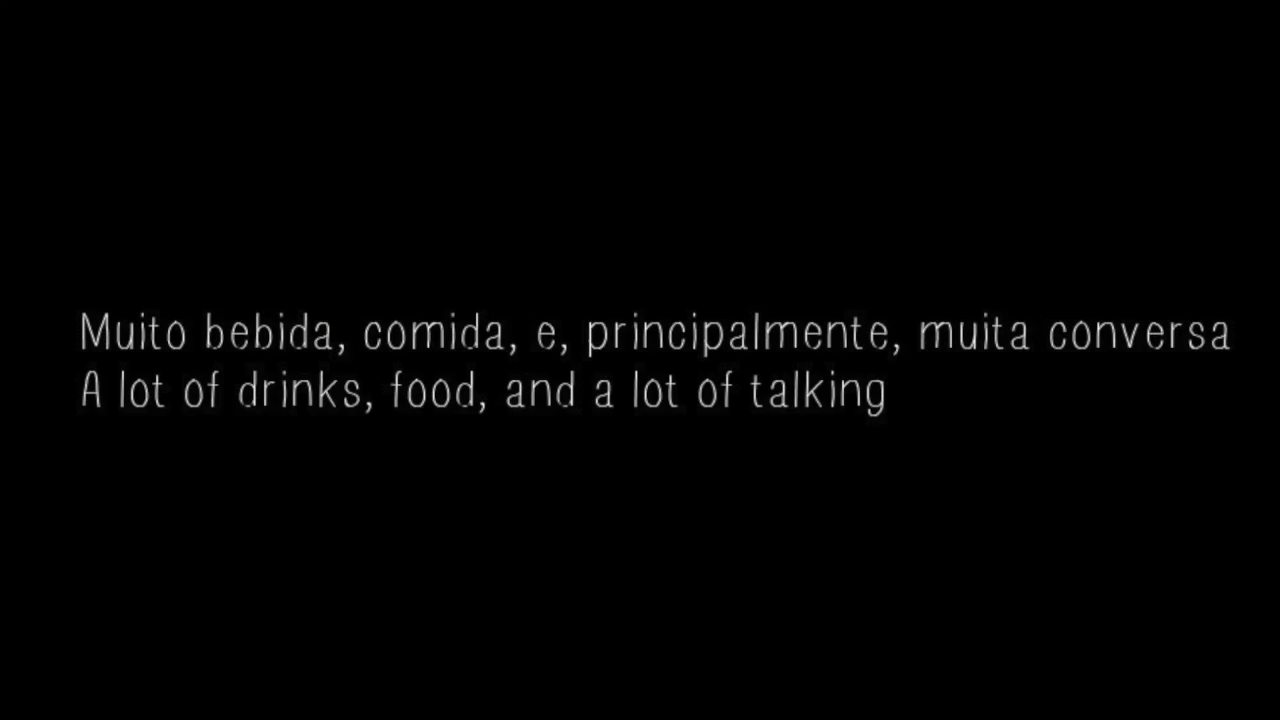 Muito bebida, comida, e, principalmente, muita conversa
A lot of drinks, food, and a lot of talking